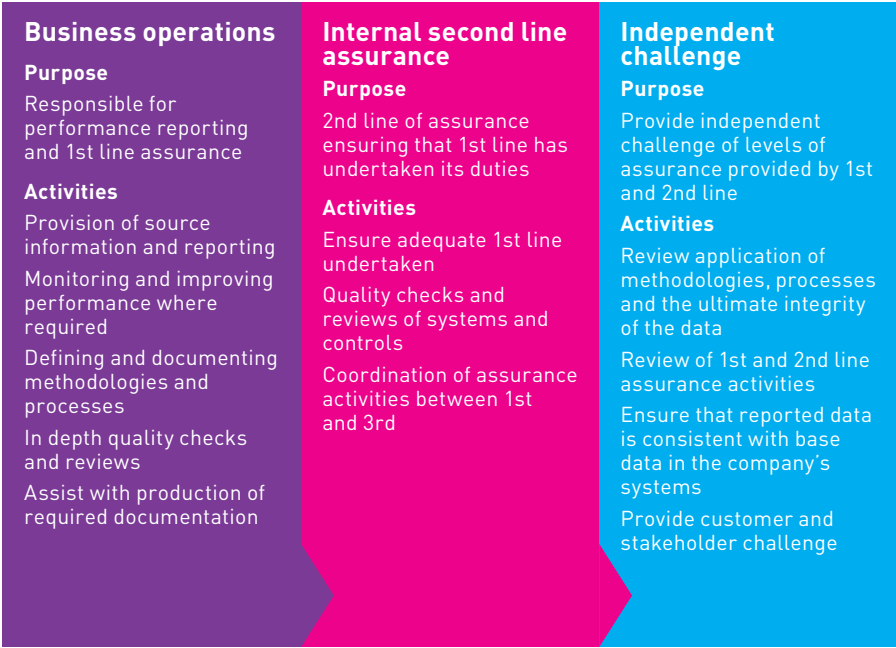 Business operations
Purpose
Responsible for
performance reporting
and 1st line assurance
Activities
Provision of source
information and reporting
Monitoring and improving
performance where
required
Defining and documenting
methodologies and
processes
In depth quality checks
and reviews
Assist with production of
required documentation
Internal second line
assurance
Purpose
2nd line of assurance
ensuring that 1st line has
undertaken its duties
Activities
Ensure adequate 1st line
undertaken
Quality checks and
reviews of systems and
controls
Coordination of assurance
activities between 1st
and 3rd
Independent
challenge
Purpose
Provide independent
challenge of levels of
assurance provided by 1st
and 2nd line
Activities
Review application of
methodologies, processes
and the ultimate integrity
of the data
Review of 1st and 2nd line
assurance activities
Ensure that reported data
is consistent with base
data in the company’s
systems
Provide customer and
stakeholder challenge